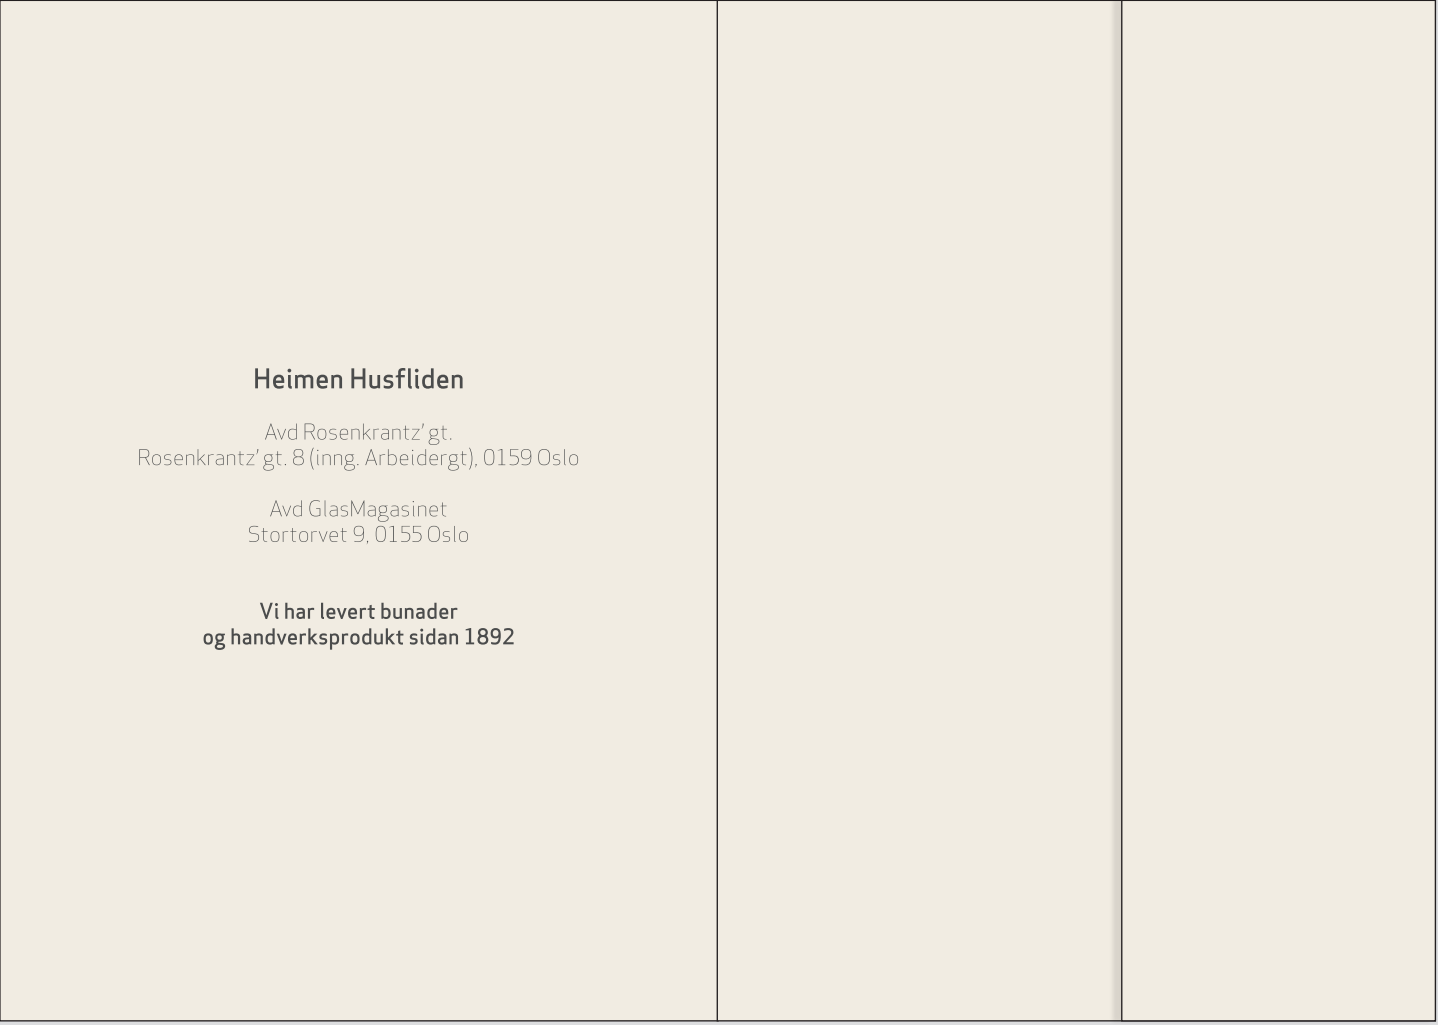 Heimen Husfliden
Avd Rosenkrantz’ gt.
Rosenkrantz’ gt. 8 (inng. Arbeidergt), 0159 Oslo
Avd GlasMagasinet
Stortorvet 9, 0155 Oslo
Vi har levert bunader
og handverksprodukt sidan 1892